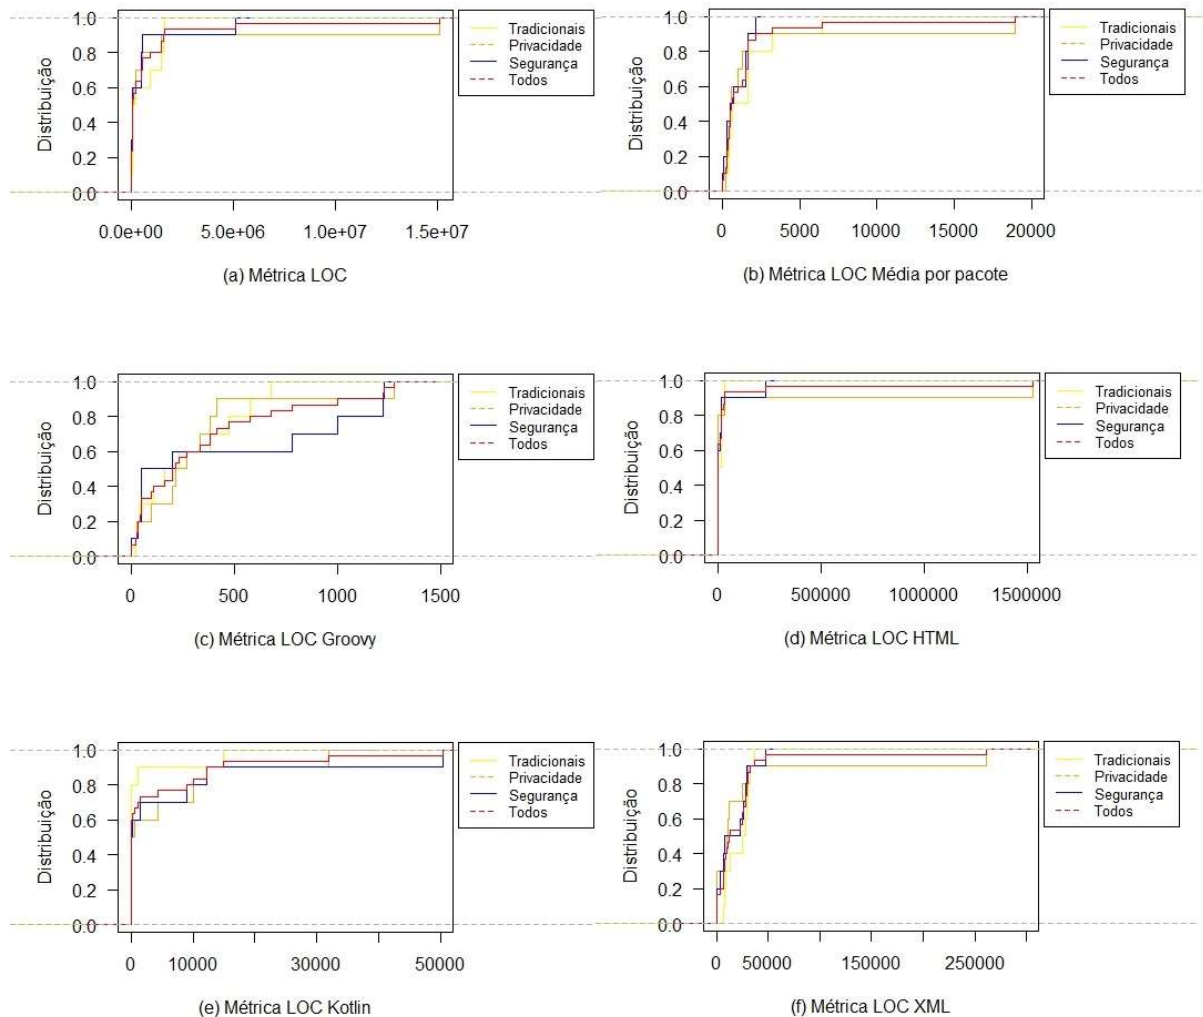 Distribuição
1.0
0.8
0.6
0.4
0.2
0.0
0.0e+00 5.0e+06 1.0e+07 1.5e+07
Tradicionais
Privacidade
Segurança
Todos
(a) Métrica LOC
Distribuição
1.0
0.8
0.6
0.4
0.2
0.0
0 5000 10000 15000 20000
Tradicionais
Privacidade
Segurança
Todos
(b) Métrica LOC Média por pacote
Distribuição
1.0
0.8
0.6
0.4
0.2
0.0
0 500 1000 1500
Tradicionais
Privacidade
Segurança
Todos
(c) Métrica LOC Groovy
Distribuição
1.0
0.8
0.6
0.4
0.2
0.0
0 500000 1000000 1500000
Tradicionais
Privacidade
Segurança
Todos
(d) Métrica LOC HTML
Distribuição
1.0
0.8
0.6
0.4
0.2
0.0
0 10000 30000 50000
Tradicionais
Privacidade
Segurança
Todos
(e) Métrica LOC Kotlin
Distribuição
1.0
0.8
0.6
0.4
0.2
0.0
0 50000 150000 250000
Tradicionais
Privacidade
Segurança
Todos
(f) Métrica LOC XML